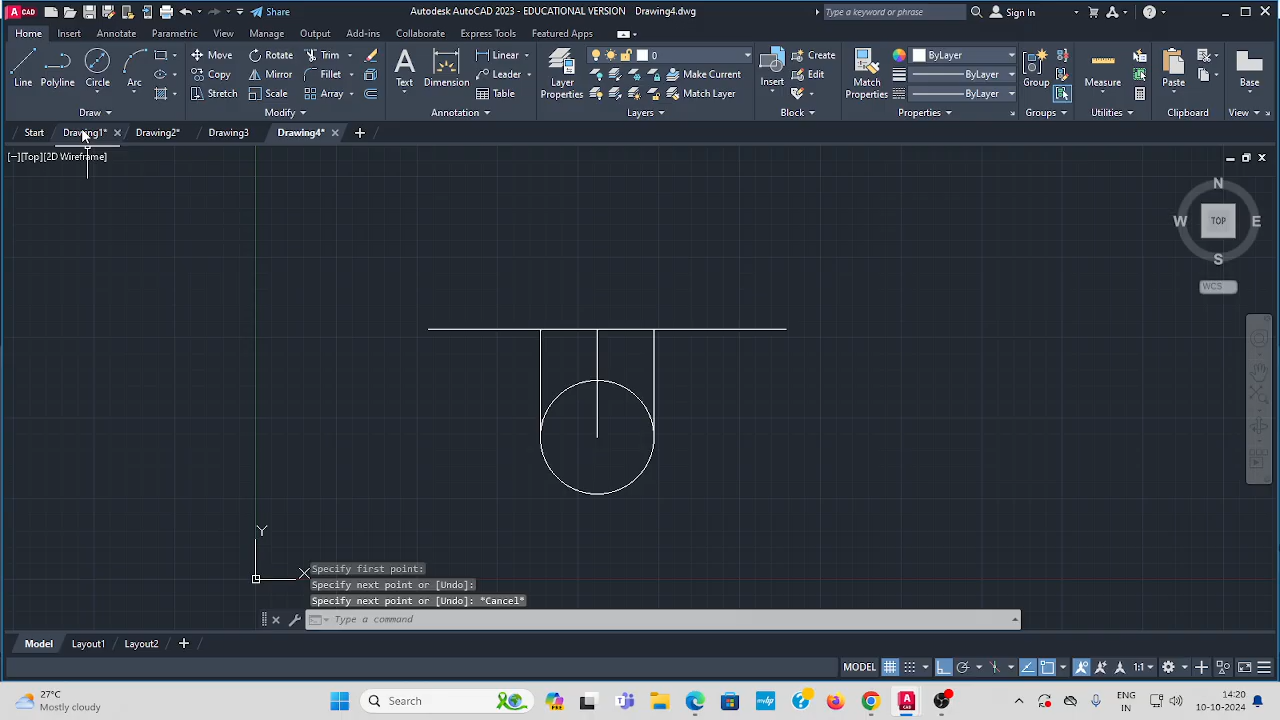 CAD Share Autodesk AutoCAD 2023 - EDUCATIONAL VERSION Drawing4.dwg Type a keyword or phrase Sign In
Home Insert Annotate Parametric View Manage Output Add-ins Collaborate Express Tools Featured Apps
Line Polyline Circle Arc Text Dimension Layer Properties Insert Match Properties Group Measure Paste Base
Move Rotate Trim Linear 0 Create ByLayer
Copy Mirror Fillet Leader Make Current Edit ByLayer
Stretch Scale Array Table Match Layer ByLayer
Draw Modify Annotation Layers Block Properties Groups Utilities Clipboard View
Start Drawing1* Drawing2* Drawing3 Drawing4*
[−][Top][2D Wireframe]
N
W TOP E
S
WCS
Y
X
Specify first point:
Specify next point or [Undo]:
Specify next point or [Undo]: *Cancel*
Type a command
Model Layout1 Layout2
MODEL 1:1
27°C
Mostly cloudy
Search
ENG
IN
14:20
10-10-2024